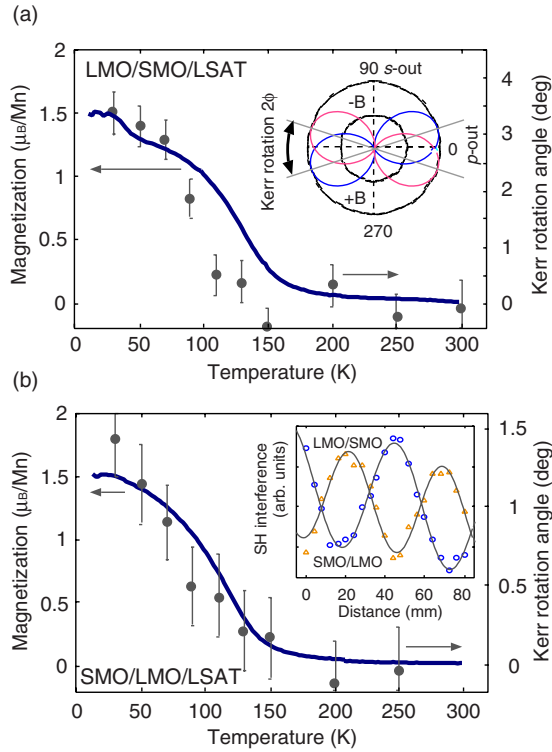 (a)
2
1.5
1
0.5
0
Magnetization (μB/Mn)
LMO/SMO/LSAT
90 s-out
-B
+B
0
p-out
270
Kerr rotation 2ϕ
4
3
2
1
0
Kerr rotation angle (deg)
0 50 100 150 200 250 300
Temperature (K)
(b)
2
1.5
1
0.5
0
Magnetization (μB/Mn)
SMO/LMO/LSAT
LMO/SMO
SMO/LMO
SH interference
(arb. units)
0 20 40 60 80
Distance (mm)
1.5
1
0.5
0
Kerr rotation angle (deg)
0 50 100 150 200 250 300
Temperature (K)